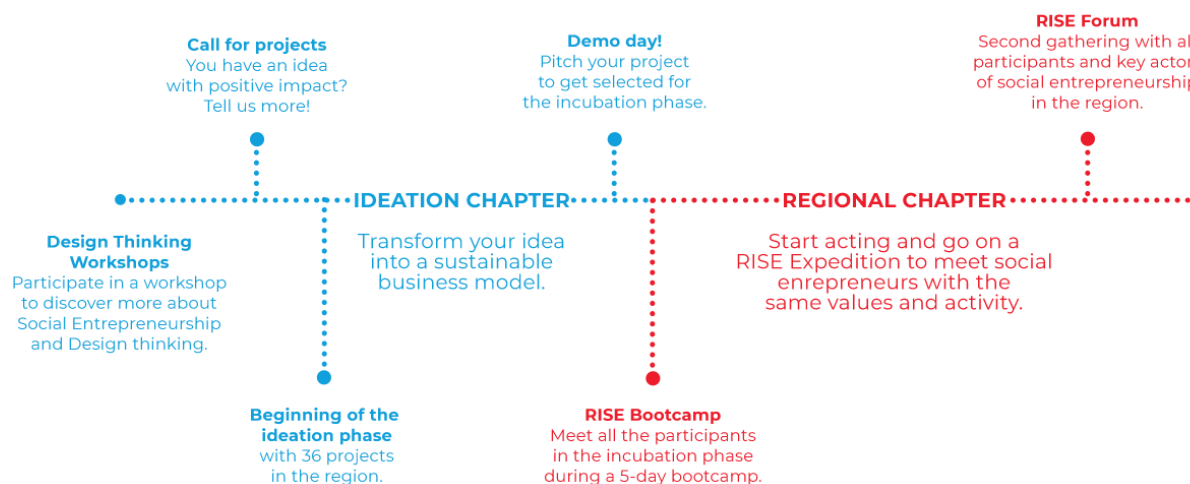 Call for projects
You have an idea
with positive impact?
Tell us more!
Demo day!
Pitch your project
to get selected for
the incubation phase.
RISE Forum
Second gathering with al
participants and key actor
of social entrepreneurship
in the region.
IDEATION CHAPTER
REGIONAL CHAPTER
Design Thinking
Workshops
Participate in a workshop
to discover more about
Social Entrepreneurship
and Design thinking.
Transform your idea
into a sustainable
business model.
Start acting and go on a
RISE Expedition to meet social
enrepreneurs with the
same values and activity.
Beginning of the
ideation phase
with 36 projects
in the region.
RISE Bootcamp
Meet all the participants
in the incubation phase
during a 5-day bootcamp.